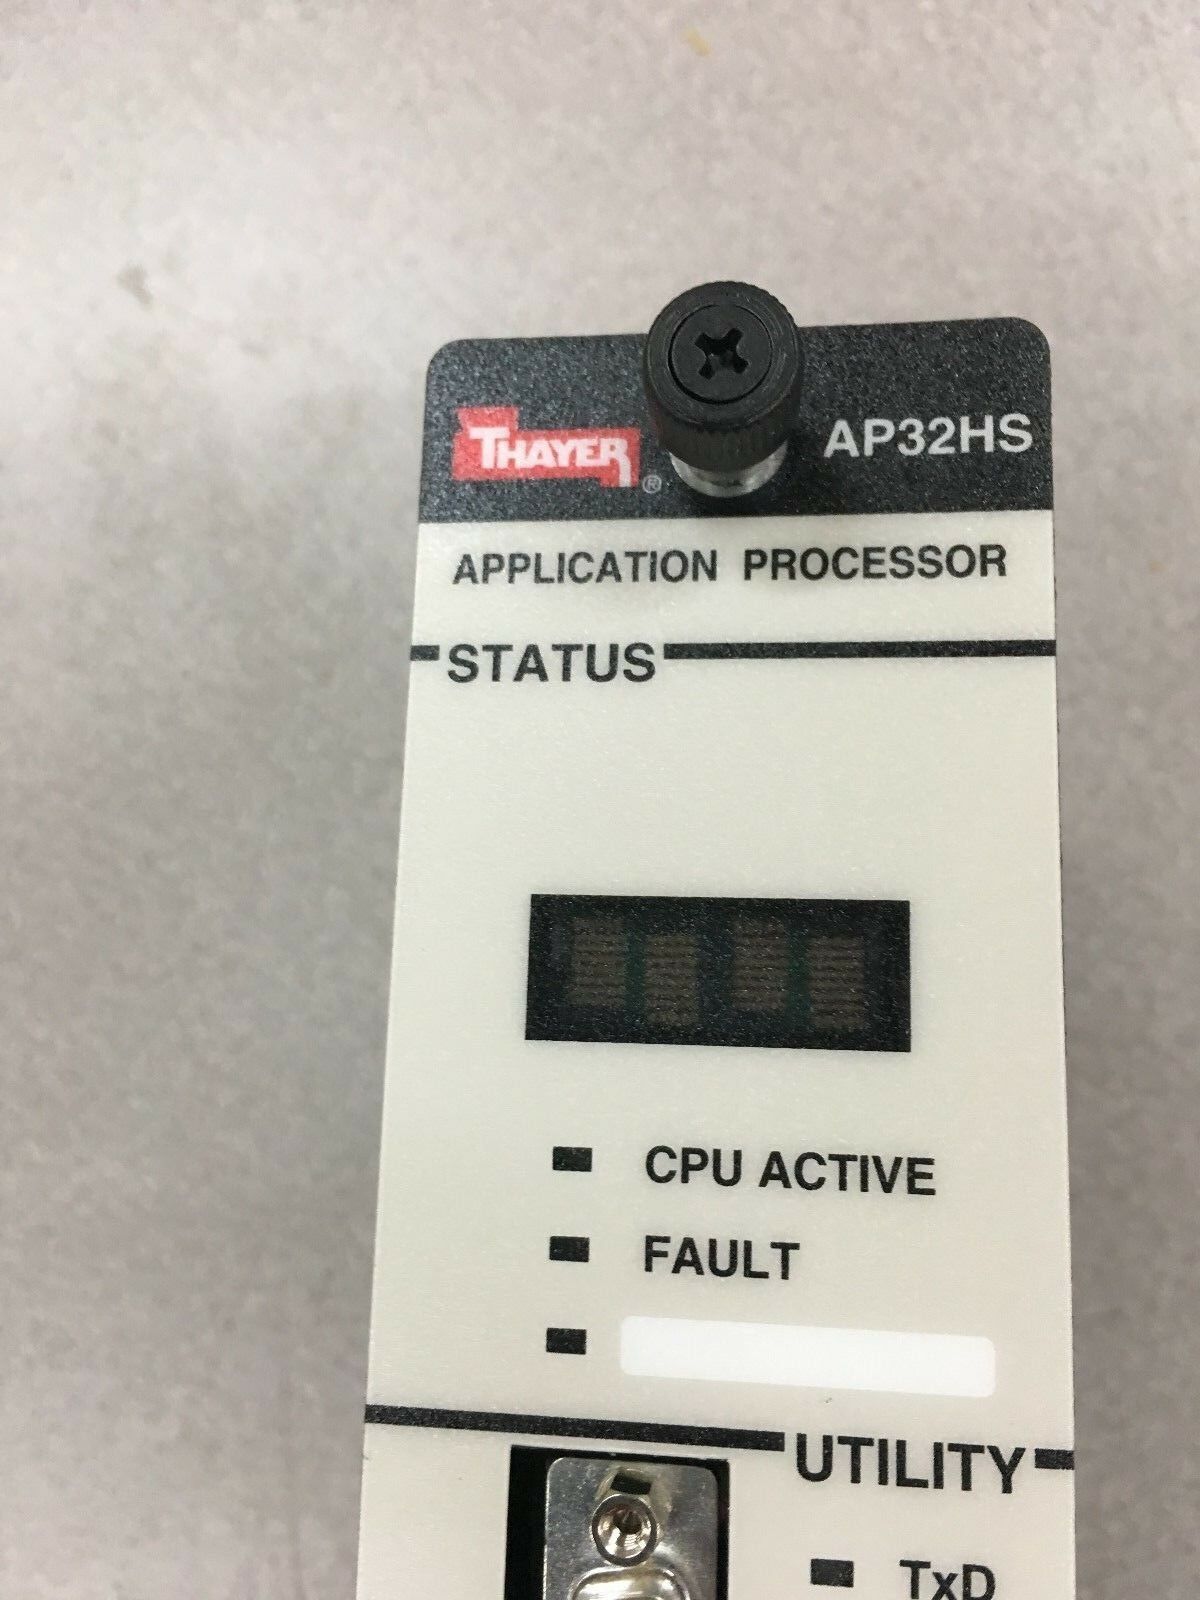 THAYER ®
AP32HS
APPLICATION PROCESSOR
STATUS
CPU ACTIVE
FAULT
UTILITY
TxD